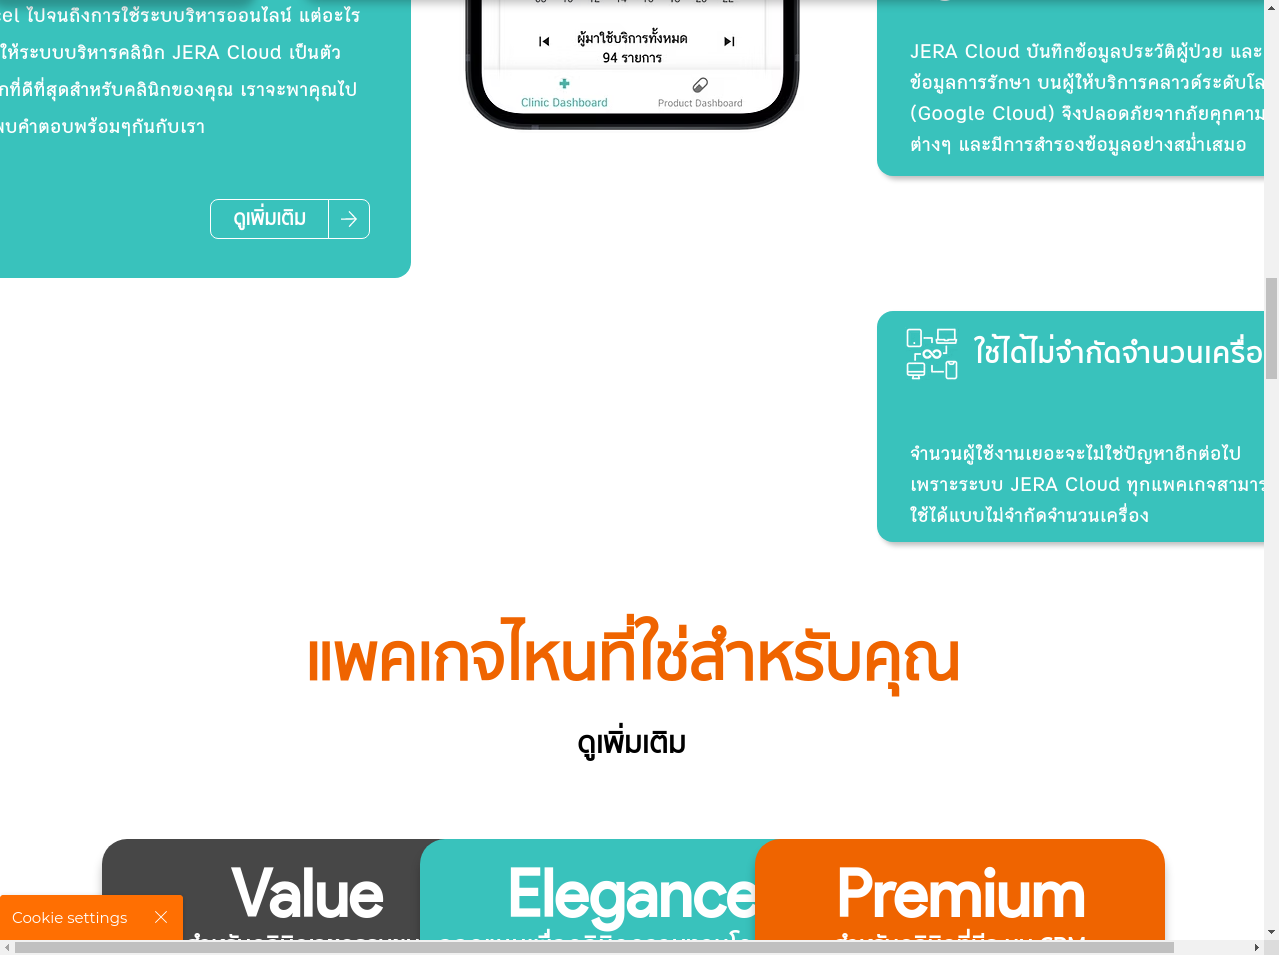 ไปจนถึงการใช้ระบบริหารออนไลน์ แต่อะไร
ให้ระบบบริหารคลินิก JERA Cloud เป็นตัว
ที่ดีที่สุดสำหรับคลินิกของคุณ เราจะพาคุณไป
พบคำตอบพร้อมๆกันกับเรา
ดูเพิ่มเติม
ผู้มาใช้บริการทั้งหมด
94 รายการ
Clinic Dashboard
Product Dashboard
JERA Cloud บันทึกข้อมูลประวัติผู้ป่วย และ
ข้อมูลการรักษา บนผู้ให้บริการคลาวด์ระดับโล
(Google Cloud) จึงปลอดภัยจากภัยคุกคาม
ต่างๆ และมีการสำรองข้อมูลอย่างสม่ำเสมอ
ใช้ได้ไม่จำกัดจำนวนเครื่อ
จำนวนผู้ใช้งานเยอะจะไม่ใช่ปัญหาอีกต่อไป
เพราะระบบ JERA Cloud ทุกแพคเกจสามาร
ใช้ได้แบบไม่จำกัดจำนวนเครื่อง
แพคเกจไหนที่ใช่สำหรับคุณ
ดูเพิ่มเติม
Value
Elegance
Premium
Cookie settings